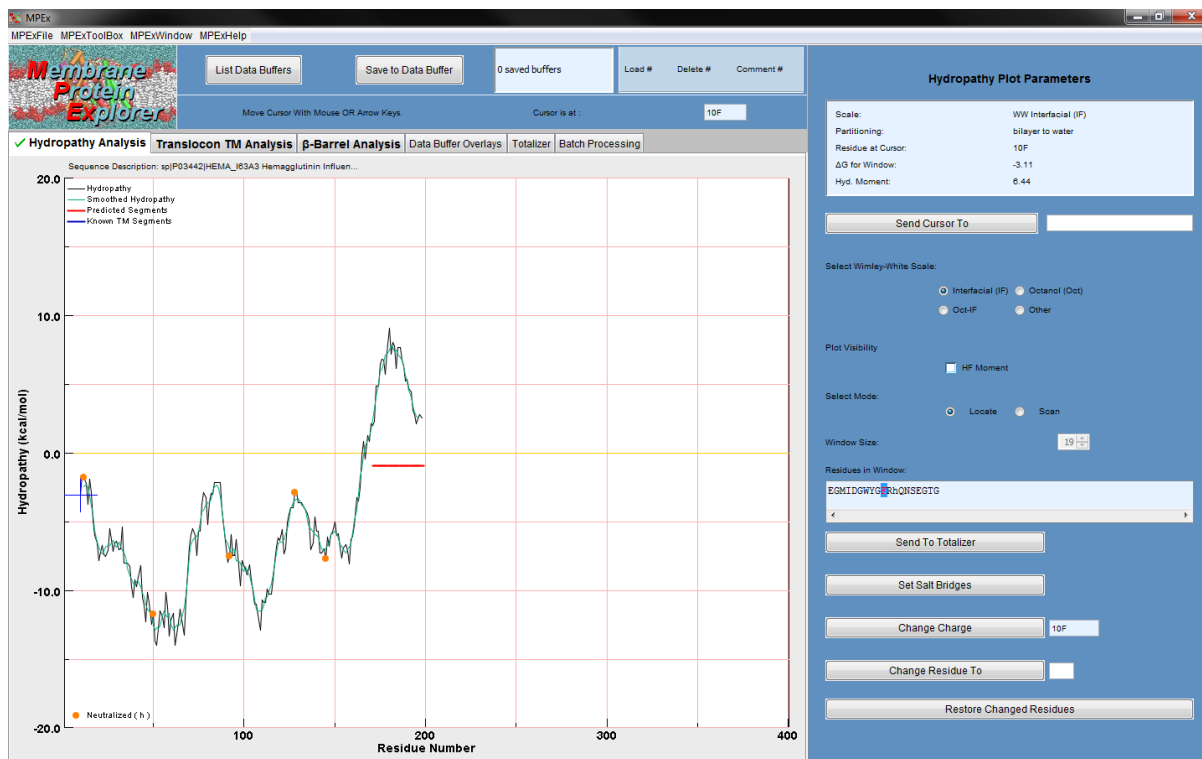 MPEx
MPExFile MPExToolBox MPExWindow MPExHelp
Membrane
Protein
Explorer
List Data Buffers
Save to Data Buffer
0 saved buffers
Load # Delete # Comment #
Move Cursor With Mouse OR Arrow Keys.
Cursor is at :
10F
Hydropathy Analysis Translocon TM Analysis β-Barrel Analysis Data Buffer Overlays Totalizer Batch Processing
Sequence Description: sp|P03442|HEMA_I63A3 Hemagglutinin Influen...
20.0
10.0
0.0
-10.0
-20.0
Hydropathy (kcal/mol)
Hydropathy
Smoothed Hydropathy
Predicted Segments
Known TM Segments
Neutralized ( h )
100 200 300 400
Residue Number
Hydropathy Plot Parameters
Scale: WW Interfacial (IF)
Partitioning: bilayer to water
Residue at Cursor: 10F
ΔG for Window: -3.11
Hyd. Moment: 6.44
Send Cursor To
Select Wimley-White Scale:
Interfacial (IF) Octanol (Oct)
Oct-IF Other
Plot Visibility
HF Moment
Select Mode:
Locate Scan
Window Size: 19
Residues in Window:
EGMIDGWYGFRhQNSEGTG
Send To Totalizer
Set Salt Bridges
Change Charge 10F
Change Residue To
Restore Changed Residues